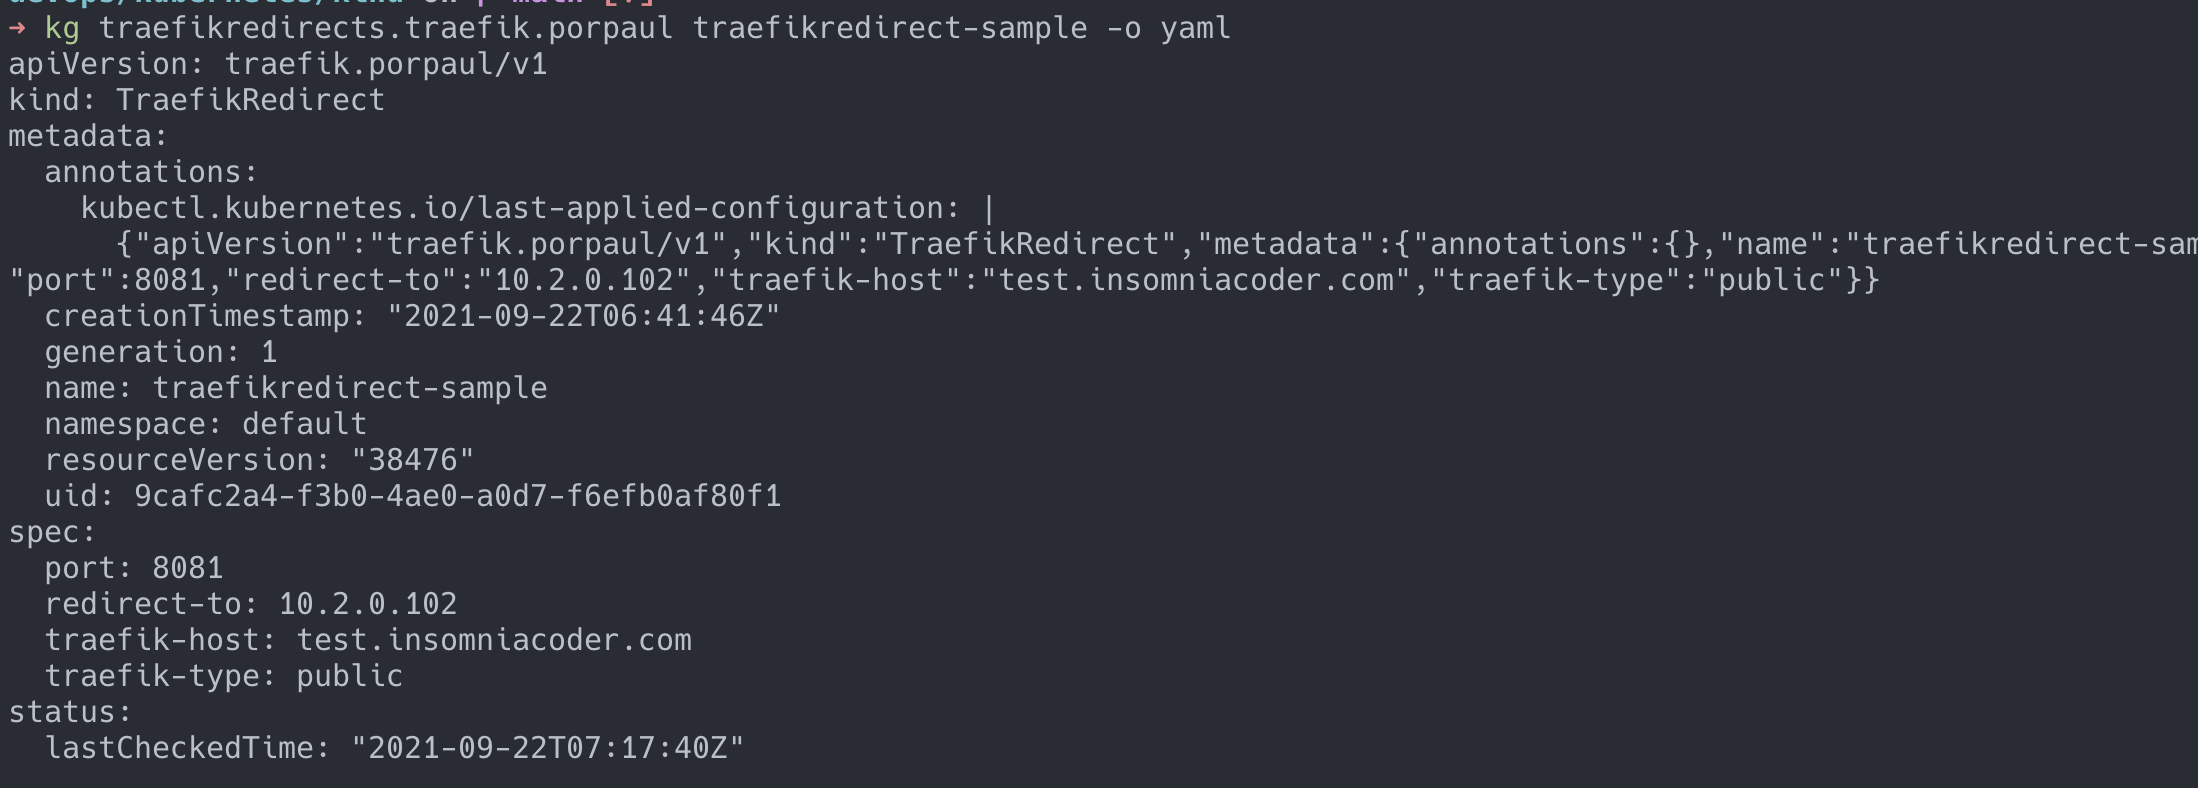 → kg traefikredirects.traefik.porpaul traefikredirect-sample -o yaml
apiVersion: traefik.porpaul/v1
kind: TraefikRedirect
metadata:
  annotations:
    kubectl.kubernetes.io/last-applied-configuration: |
      {"apiVersion":"traefik.porpaul/v1","kind":"TraefikRedirect","metadata":{"annotations":{},"name":"traefikredirect-sam
"port":8081,"redirect-to":"10.2.0.102","traefik-host":"test.insomniacoder.com","traefik-type":"public"}}
  creationTimestamp: "2021-09-22T06:41:46Z"
  generation: 1
  name: traefikredirect-sample
  namespace: default
  resourceVersion: "38476"
  uid: 9cafc2a4-f3b0-4ae0-a0d7-f6efb0af80f1
spec:
  port: 8081
  redirect-to: 10.2.0.102
  traefik-host: test.insomniacoder.com
  traefik-type: public
status:
  lastCheckedTime: "2021-09-22T07:17:40Z"